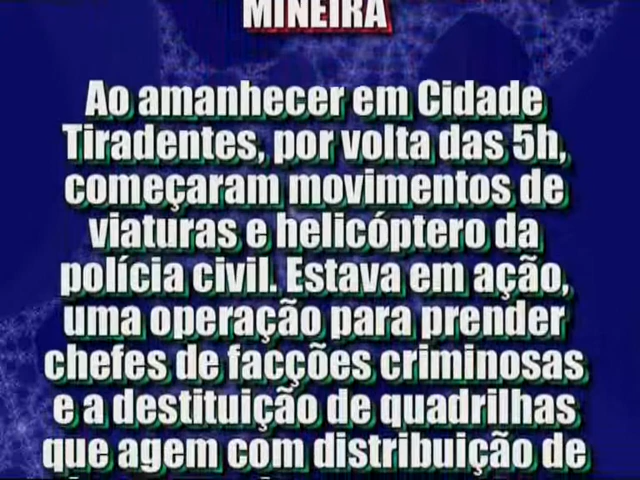 MINEIRA
Ao amanhecer em Cidade
Tiradentes, por volta das 5h,
começaram movimentos de
viaturas e helicóptero da
polícia civil. Estava em ação,
uma operação para prender
chefes de facções criminosas
e a destituição de quadrilhas
que agem com distribuição de